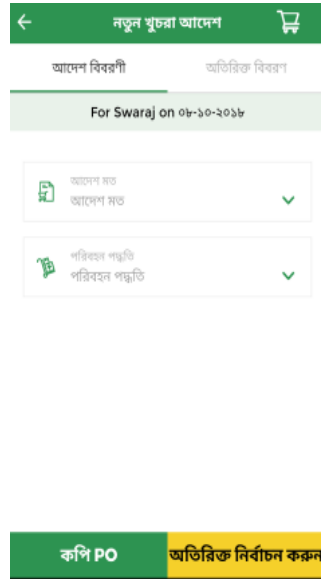 নতুন খুচরা আদেশ
আদেশ বিবরণী
অতিরিক্ত বিবরণ
For Swaraj on ০৮-১০-২০১৮
আদেশ মত
আদেশ মত
পরিবহন পদ্ধতি
পরিবহন পদ্ধতি
কপি PO
অতিরিক্ত নির্বাচন করুন